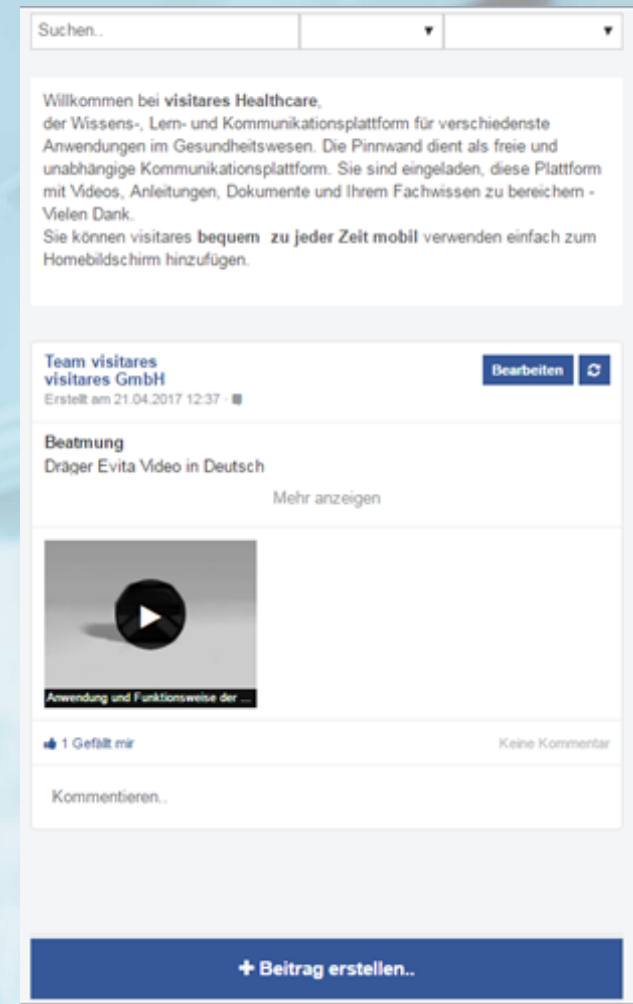 Suchen..
Willkommen bei visitares Healthcare,
der Wissens-, Lern- und Kommunikationsplattform für verschiedenste
Anwendungen im Gesundheitswesen. Die Pinnwand dient als freie und
unabhängige Kommunikationsplattform. Sie sind eingeladen, diese Plattform
mit Videos, Anleitungen, Dokumente und Ihrem Fachwissen zu bereichern -
Vielen Dank.
Sie können visitares bequem zu jeder Zeit mobil verwenden einfach zum
Homebildschirm hinzufügen.
Team visitares
visitares GmbH
Bearbeiten
Erstellt am 21.04.2017 12:37 ·
Beatmung
Dräger Evita Video in Deutsch
Mehr anzeigen
Anwendung und Funktionsweise der ...
1 Gefällt mir
Keine Kommentar
Kommentieren..
+ Beitrag erstellen..